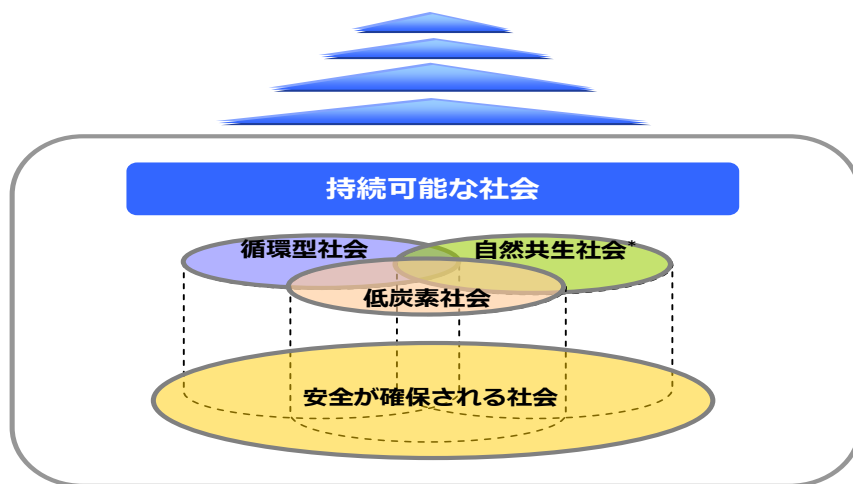 持続可能な社会
循環型社会
自然共生社会*
低炭素社会
安全が確保される社会